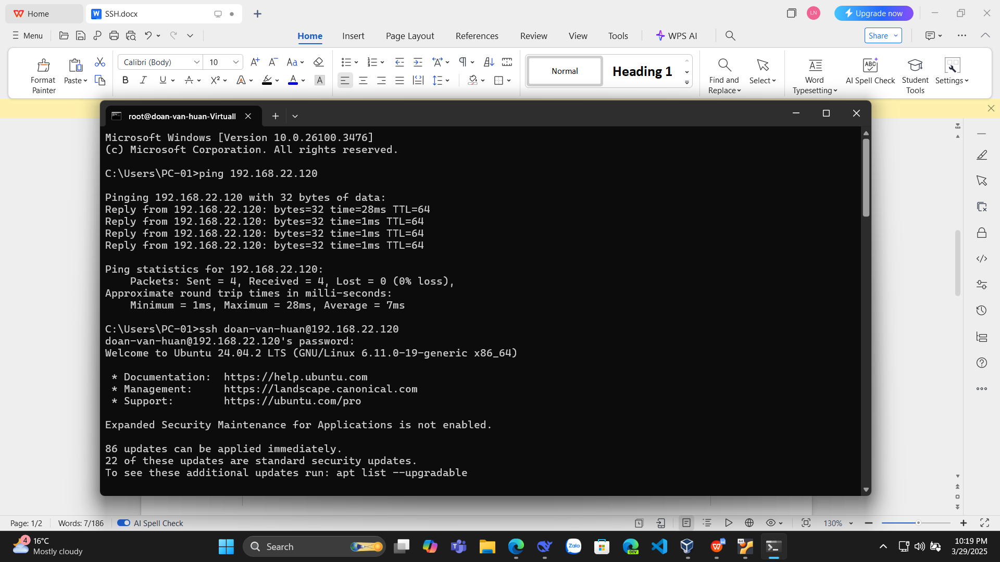 Home
SSH.docx
LN
Upgrade now
Menu
Home
Insert
Page Layout
References
Review
View
Tools
WPS AI
Share
Format
Painter
Paste
Calibri (Body)
10
Normal
Heading 1
Find and
Replace
Select
Word
Typesetting
AI Spell Check
Student
Tools
Settings
root@doan-van-huan-Virtuall
Microsoft Windows [Version 10.0.26100.3476]
(c) Microsoft Corporation. All rights reserved.
C:\Users\PC-01>ping 192.168.22.120
Pinging 192.168.22.120 with 32 bytes of data:
Reply from 192.168.22.120: bytes=32 time=28ms TTL=64
Reply from 192.168.22.120: bytes=32 time=1ms TTL=64
Reply from 192.168.22.120: bytes=32 time=1ms TTL=64
Reply from 192.168.22.120: bytes=32 time=1ms TTL=64
Ping statistics for 192.168.22.120:
    Packets: Sent = 4, Received = 4, Lost = 0 (0% loss),
Approximate round trip times in milli-seconds:
    Minimum = 1ms, Maximum = 28ms, Average = 7ms
C:\Users\PC-01>ssh doan-van-huan@192.168.22.120
doan-van-huan@192.168.22.120's password:
Welcome to Ubuntu 24.04.2 LTS (GNU/Linux 6.11.0-19-generic x86_64)
 * Documentation:  https://help.ubuntu.com
 * Management:     https://landscape.canonical.com
 * Support:        https://ubuntu.com/pro
Expanded Security Maintenance for Applications is not enabled.
86 updates can be applied immediately.
22 of these updates are standard security updates.
To see these additional updates run: apt list --upgradable
Page: 1/2
Words: 7/186
AI Spell Check
130%
4
16°C
Mostly cloudy
Search
Zalo
DEV
64
10:19 PM
3/29/2025